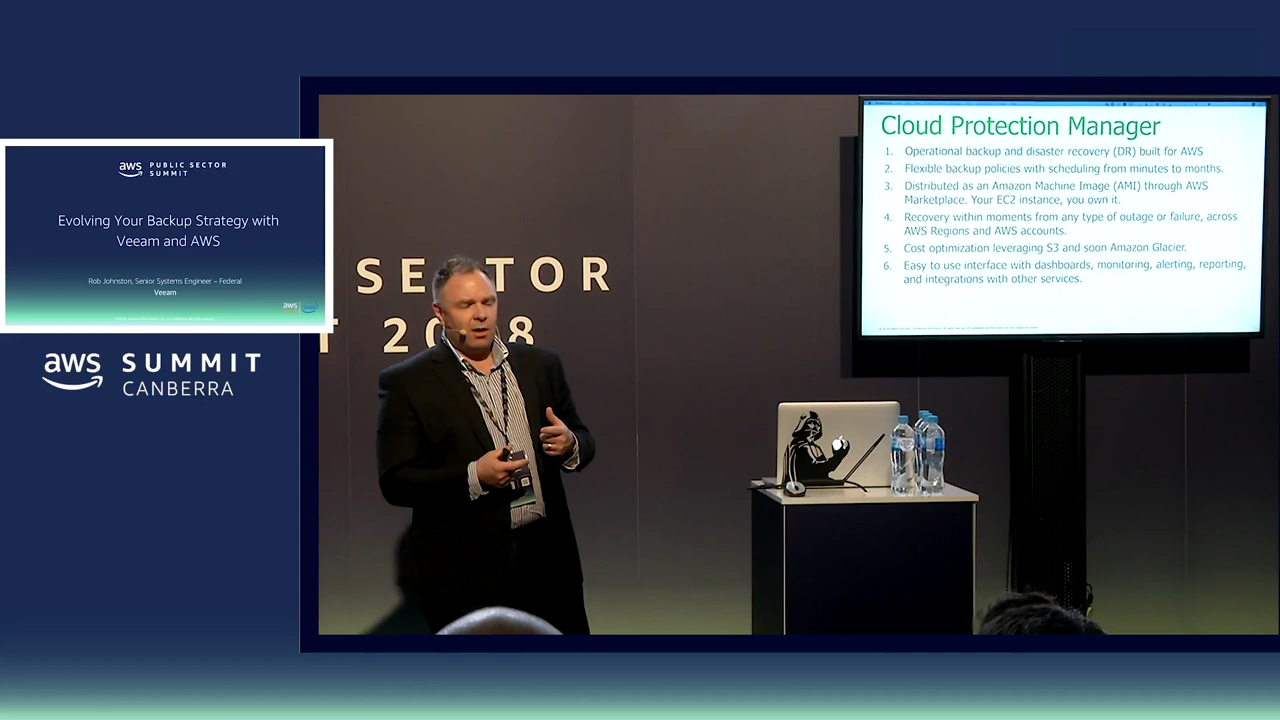 aws PUBLIC SECTOR
SUMMIT
Evolving Your Backup Strategy with
Veeam and AWS
Rob Johnston, Senior Systems Engineer – Federal
Veeam
aws
intel
aws SUMMIT
CANBERRA
SECTOR
T 2018
Cloud Protection Manager
1. Operational backup and disaster recovery (DR) built for AWS
2. Flexible backup policies with scheduling from minutes to months.
3. Distributed as an Amazon Machine Image (AMI) through AWS
Marketplace. Your EC2 instance, you own it.
4. Recovery within moments from any type of outage or failure, across
AWS Regions and AWS accounts.
5. Cost optimization leveraging S3 and soon Amazon Glacier.
6. Easy to use interface with dashboards, monitoring, alerting, reporting,
and integrations with other services.